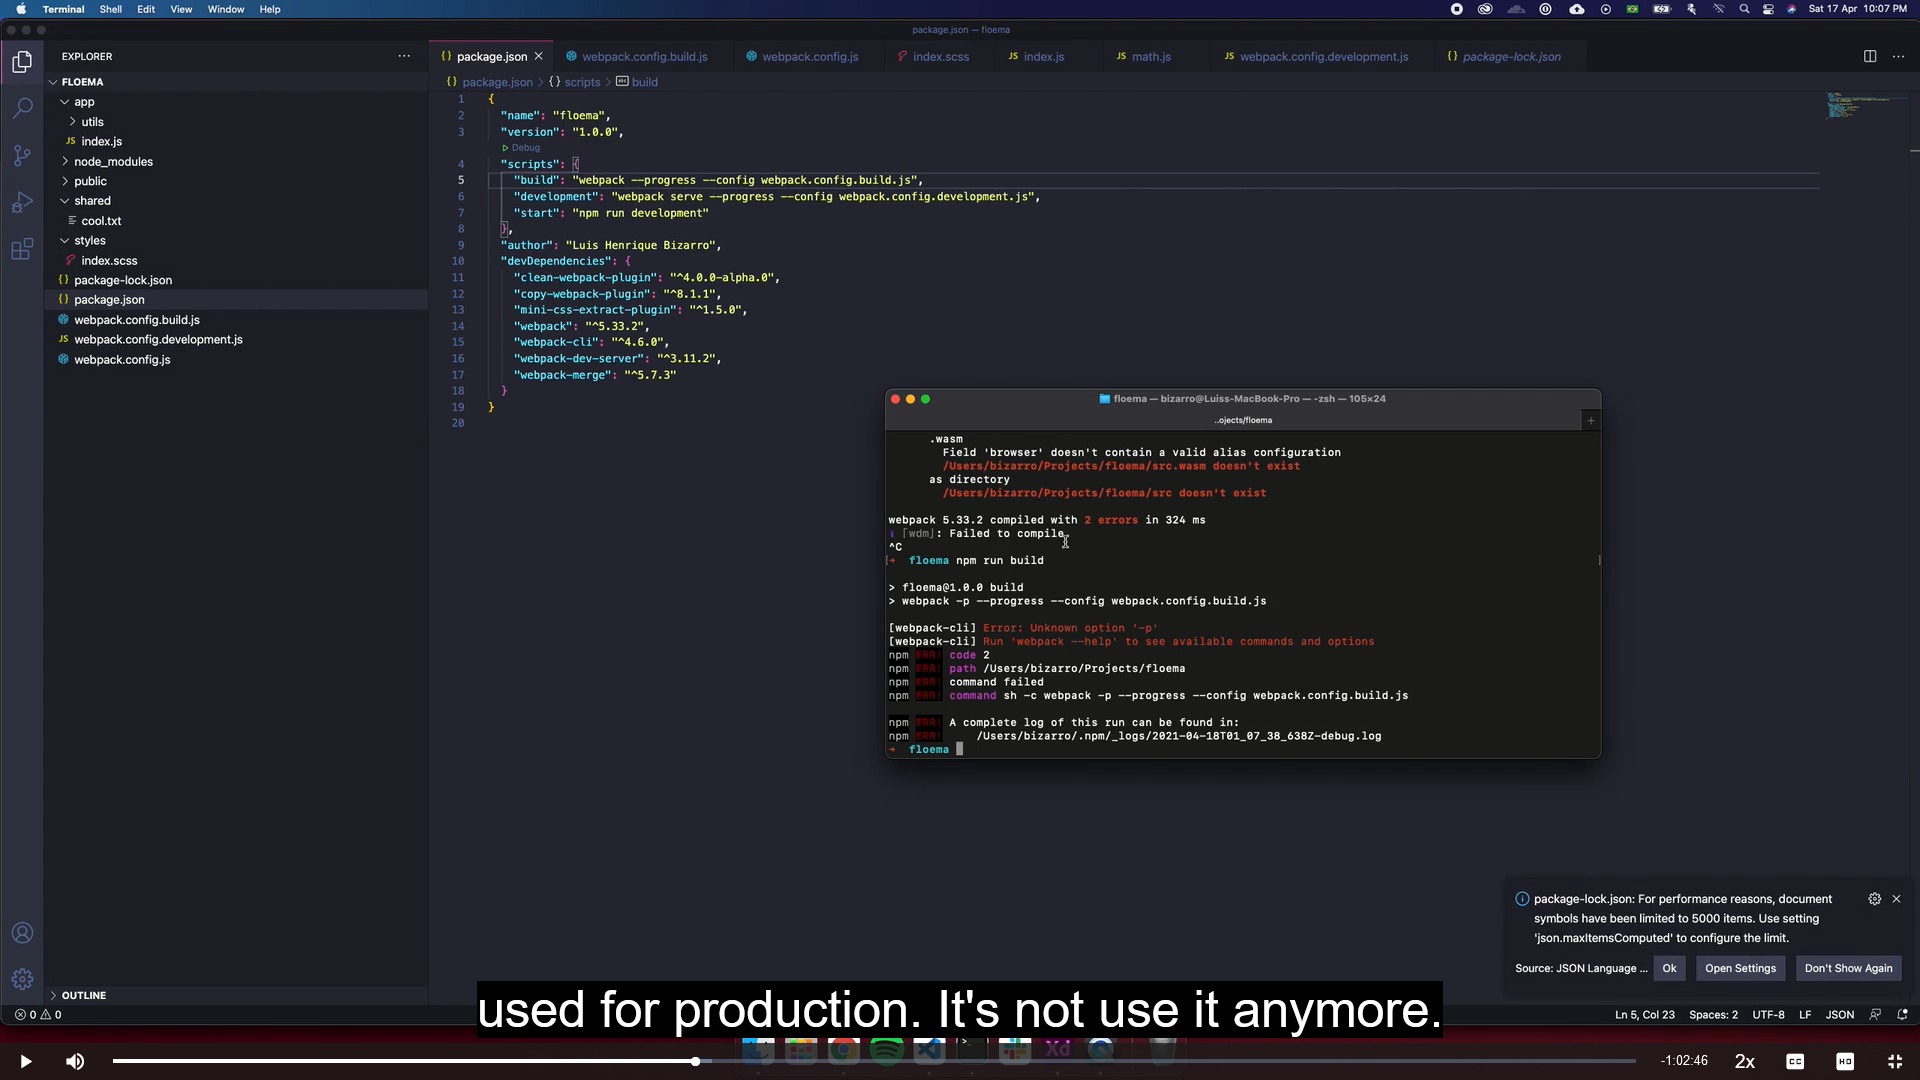 Terminal Shell Edit View Window Help
Sat 17 Apr 10:07 PM
package.json — floema
EXPLORER
package.json
webpack.config.build.js
webpack.config.js
index.scss
JS index.js
JS math.js
JS webpack.config.development.js
{} package-lock.json
{} package.json > {} scripts > build
FLOEMA
app
utils
JS index.js
node_modules
public
shared
cool.txt
styles
index.scss
{} package-lock.json
{} package.json
webpack.config.build.js
JS webpack.config.development.js
webpack.config.js
OUTLINE
1 {
2 "name": "floema",
3 "version": "1.0.0",
Debug
4 "scripts": {
5 "build": "webpack --progress --config webpack.config.build.js",
6 "development": "webpack serve --progress --config webpack.config.development.js",
7 "start": "npm run development"
8 },
9 "author": "Luis Henrique Bizarro",
10 "devDependencies": {
11 "clean-webpack-plugin": "^4.0.0-alpha.0",
12 "copy-webpack-plugin": "^8.1.1",
13 "mini-css-extract-plugin": "^1.5.0",
14 "webpack": "^5.33.2",
15 "webpack-cli": "^4.6.0",
16 "webpack-dev-server": "^3.11.2",
17 "webpack-merge": "^5.7.3"
18 }
19 }
20
floema — bizarro@Luiss-MacBook-Pro — -zsh — 105×24
..ojects/floema
.wasm
Field 'browser' doesn't contain a valid alias configuration
/Users/bizarro/Projects/floema/src.wasm doesn't exist
as directory
/Users/bizarro/Projects/floema/src doesn't exist
webpack 5.33.2 compiled with 2 errors in 324 ms
i ｢wdm｣: Failed to compile.
^C
→ floema npm run build
> floema@1.0.0 build
> webpack -p --progress --config webpack.config.build.js
[webpack-cli] Error: Unknown option '-p'
[webpack-cli] Run 'webpack --help' to see available commands and options
npm ERR! code 2
npm ERR! path /Users/bizarro/Projects/floema
npm ERR! command failed
npm ERR! command sh -c webpack -p --progress --config webpack.config.build.js
npm ERR! A complete log of this run can be found in:
npm ERR! /Users/bizarro/.npm/_logs/2021-04-18T01_07_38_638Z-debug.log
→ floema
package-lock.json: For performance reasons, document
symbols have been limited to 5000 items. Use setting
'json.maxItemsComputed' to configure the limit.
Source: JSON Language ... Ok Open Settings Don't Show Again
0 0
Ln 5, Col 23 Spaces: 2 UTF-8 LF JSON
used for production. It's not use it anymore.
Xd
-1:02:46 2x CC HD